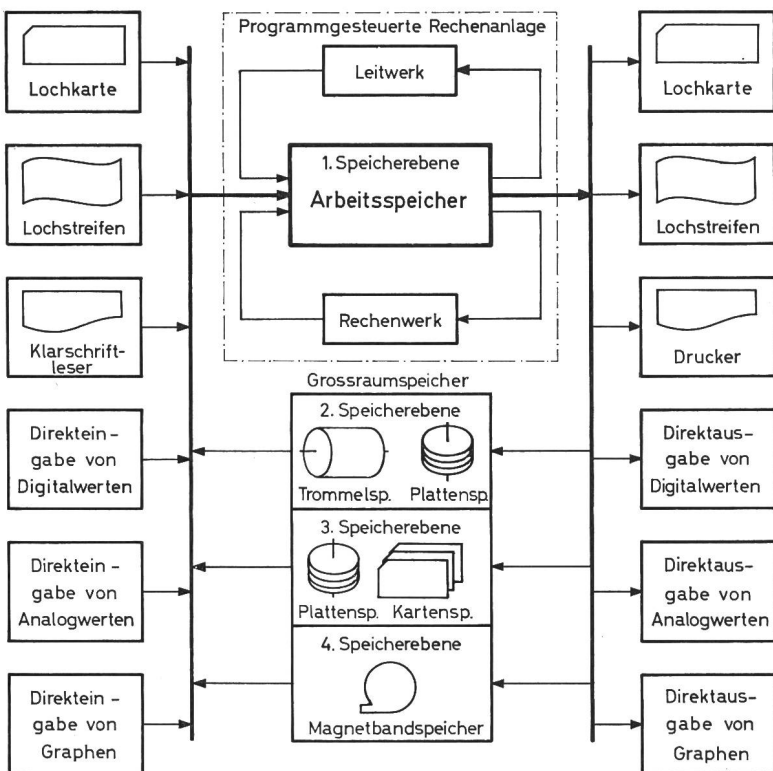 Programmgesteuerte Rechenanlage
Lochkarte
Lochstreifen
Klarschrift-
leser
Direktein-
gabe von
Digitalwerten
Direktein-
gabe von
Analogwerten
Direktein-
gabe von
Graphen
Leitwerk
1. Speicherebene
Arbeitsspeicher
Rechenwerk
Grossraumspeicher
2. Speicherebene
Trommelsp. Plattensp.
3. Speicherebene
Plattensp. Kartensp.
4. Speicherebene
Magnetbandspeicher
Lochkarte
Lochstreifen
Drucker
Direktaus-
gabe von
Digitalwerten
Direktaus-
gabe von
Analogwerten
Direktaus-
gabe von
Graphen